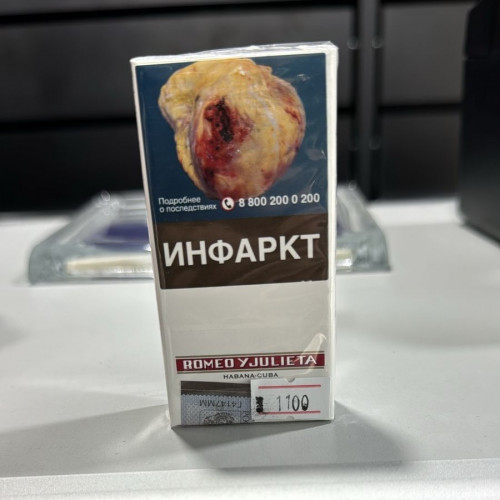 Подробнее
о последствиях 8 800 200 0 200
ИНФАРКТ
ROMEO Y JULIETA
HABANA-CUBA
1100